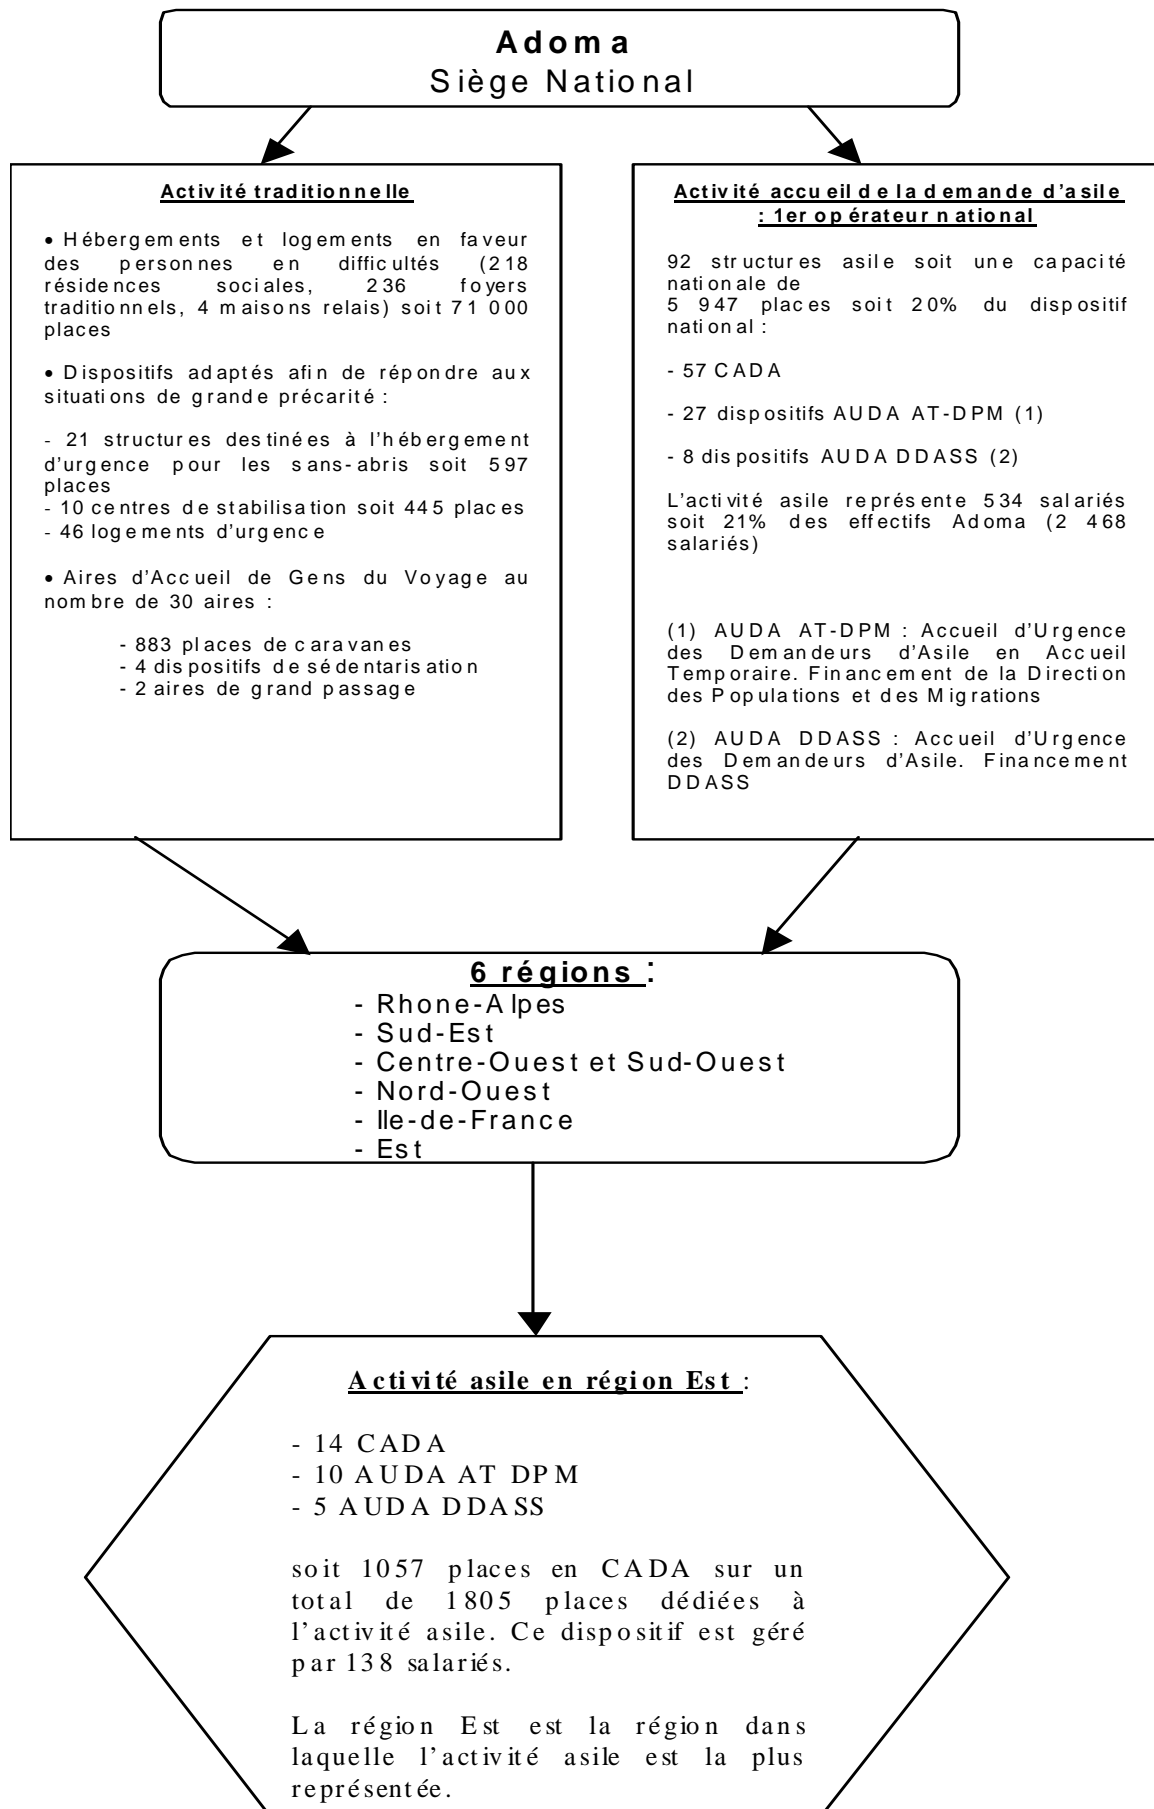 Adoma
Siège National
Activité traditionnelle
• Hébergements et logements en faveur
des personnes en difficultés (218
résidences sociales, 236 foyers
traditionnels, 4 maisons relais) soit 71 000
places
• Dispositifs adaptés afin de répondre aux
situations de grande précarité :
- 21 structures destinées à l'hébergement
d'urgence pour les sans-abris soit 597
places
- 10 centres de stabilisation soit 445 places
- 46 logements d'urgence
• Aires d'Accueil de Gens du Voyage au
nombre de 30 aires :
- 883 places de caravanes
- 4 dispositifs de sédentarisation
- 2 aires de grand passage
Activité accueil de la demande d'asile
: 1er opérateur national
92 structures asile soit une capacité
nationale de
5 947 places soit 20% du dispositif
national :
- 57 CADA
- 27 dispositifs AUDA AT-DPM (1)
- 8 dispositifs AUDA DDASS (2)
L'activité asile représente 534 salariés
soit 21% des effectifs Adoma (2 468
salariés)
(1) AUDA AT-DPM : Accueil d'Urgence
des Demandeurs d'Asile en Accueil
Temporaire. Financement de la Direction
des Populations et des Migrations
(2) AUDA DDASS : Accueil d'Urgence
des Demandeurs d'Asile. Financement
DDASS
6 régions :
- Rhone-Alpes
- Sud-Est
- Centre-Ouest et Sud-Ouest
- Nord-Ouest
- Ile-de-France
- Est
Activité asile en région Est :
- 14 CADA
- 10 AUDA AT DPM
- 5 AUDA DDASS
soit 1057 places en CADA sur un
total de 1805 places dédiées à
l'activité asile. Ce dispositif est géré
par 138 salariés.
La région Est est la région dans
laquelle l'activité asile est la plus
représentée.